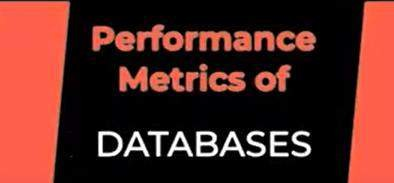 Performance
Metrics of
DATABASES